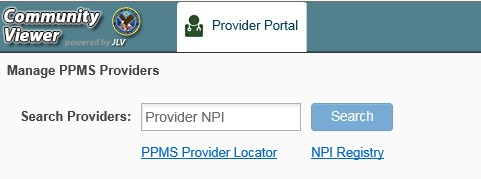 Community
Viewer
powered by JLV
Provider Portal
Manage PPMS Providers
Search Providers: Provider NPI Search
PPMS Provider Locator NPI Registry